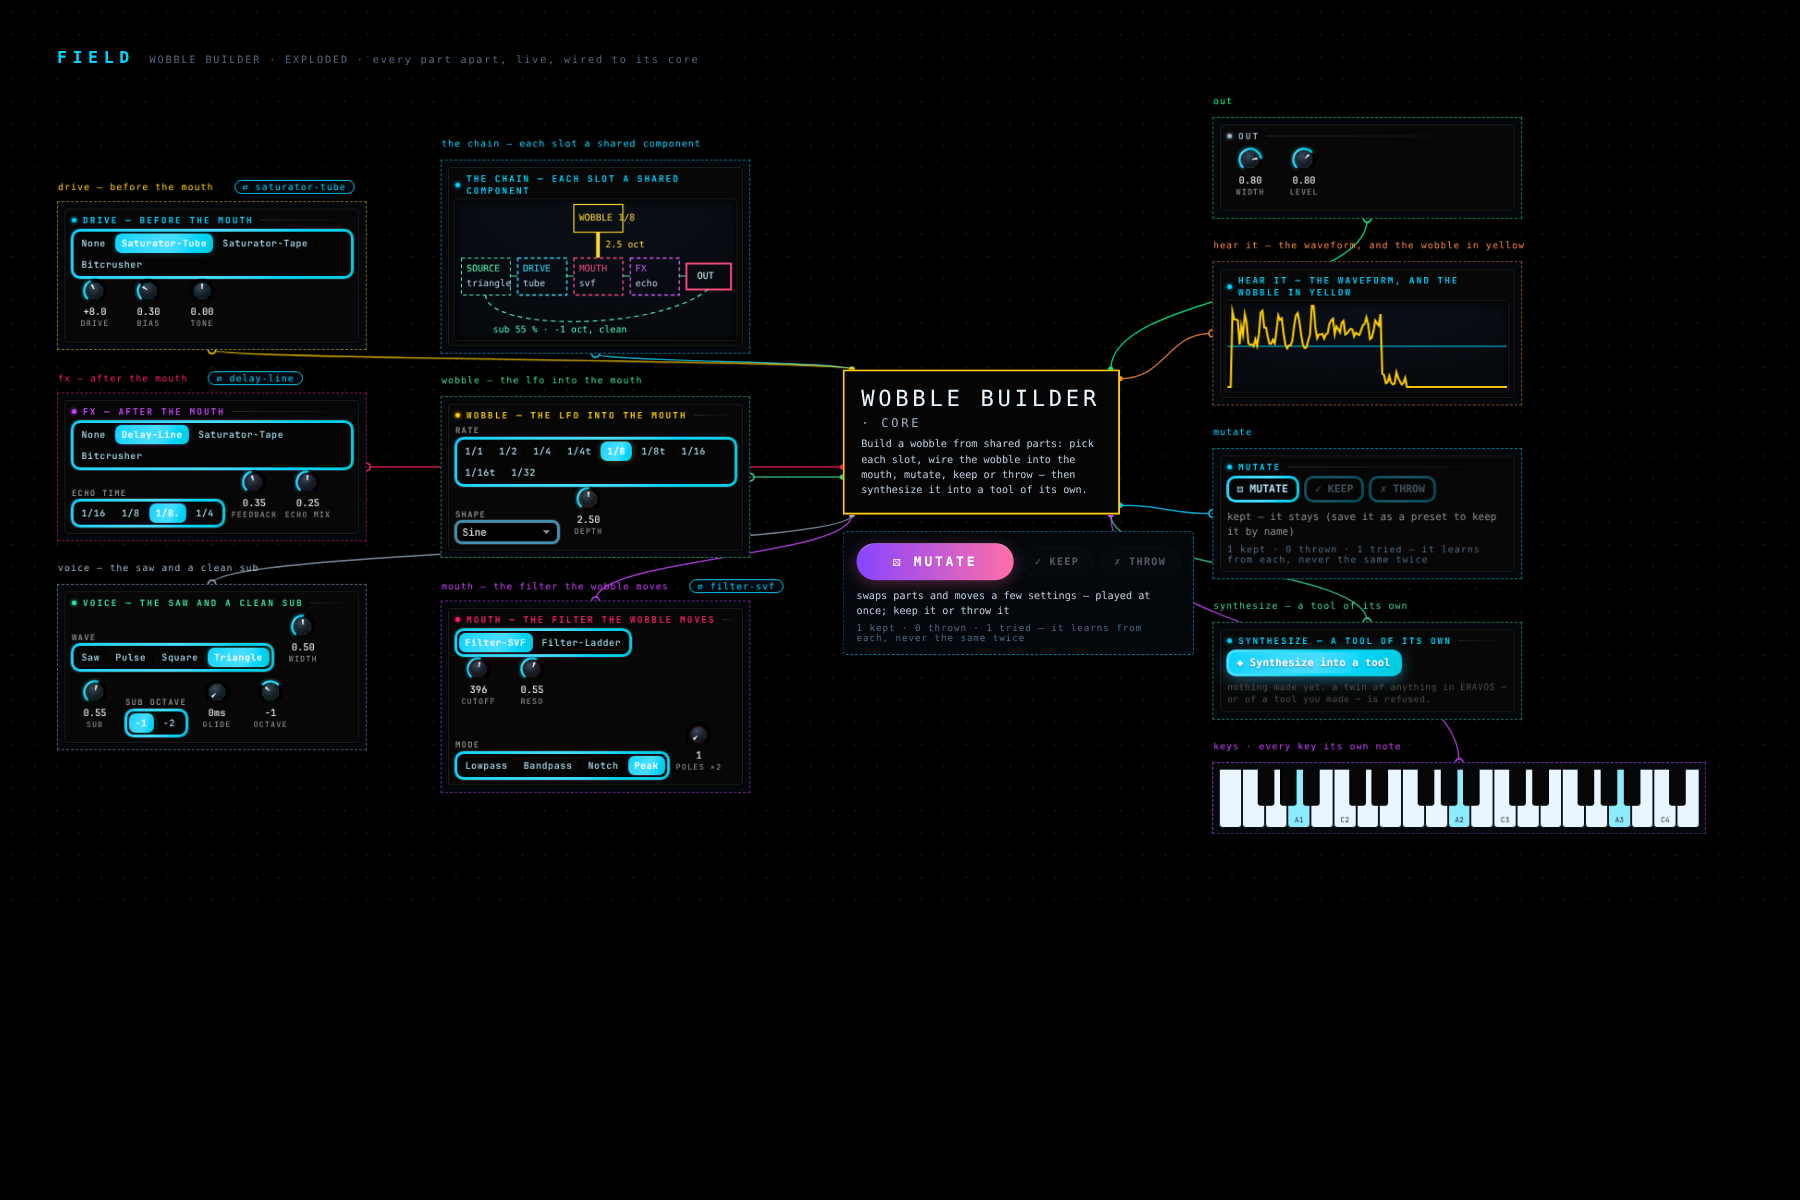 FIELD WOBBLE BUILDER · EXPLODED · every part apart, live, wired to its core
drive — before the mouth ⇄ saturator-tube
DRIVE — BEFORE THE MOUTH
None Saturator-Tube Saturator-Tape
Bitcrusher
+8.0 0.30 0.00
DRIVE BIAS TONE
fx — after the mouth ⇄ delay-line
FX — AFTER THE MOUTH
None Delay-Line Saturator-Tape
Bitcrusher
ECHO TIME
1/16 1/8 1/8. 1/4
0.35 0.25
FEEDBACK ECHO MIX
voice — the saw and a clean sub
VOICE — THE SAW AND A CLEAN SUB
WAVE
Saw Pulse Square Triangle
0.50
WIDTH
0.55
SUB
SUB OCTAVE
-1 -2
0ms
GLIDE
-1
OCTAVE
the chain — each slot a shared component
THE CHAIN — EACH SLOT A SHARED
COMPONENT
WOBBLE 1/8
2.5 oct
SOURCE DRIVE MOUTH FX OUT
triangle tube svf echo
sub 55 % · -1 oct, clean
wobble — the lfo into the mouth
WOBBLE — THE LFO INTO THE MOUTH
RATE
1/1 1/2 1/4 1/4t 1/8 1/8t 1/16
1/16t 1/32
SHAPE
Sine
2.50
DEPTH
mouth — the filter the wobble moves ⇄ filter-svf
MOUTH — THE FILTER THE WOBBLE MOVES
Filter-SVF Filter-Ladder
396 0.55
CUTOFF RESO
MODE
Lowpass Bandpass Notch Peak
1
POLES ×2
WOBBLE BUILDER
· CORE
Build a wobble from shared parts: pick
each slot, wire the wobble into the
mouth, mutate, keep or throw — then
synthesize it into a tool of its own.
⚄ MUTATE ✓ KEEP ✗ THROW
swaps parts and moves a few settings — played at
once; keep it or throw it
1 kept · 0 thrown · 1 tried — it learns from
each, never the same twice
out
OUT
0.80 0.80
WIDTH LEVEL
hear it — the waveform, and the wobble in yellow
HEAR IT — THE WAVEFORM, AND THE
WOBBLE IN YELLOW
mutate
MUTATE
⚄ MUTATE ✓ KEEP ✗ THROW
kept — it stays (save it as a preset to keep
it by name)
1 kept · 0 thrown · 1 tried — it learns
from each, never the same twice
synthesize — a tool of its own
SYNTHESIZE — A TOOL OF ITS OWN
◆ Synthesize into a tool
nothing made yet. a twin of anything in ERAVOS —
or of a tool you made — is refused.
keys · every key its own note
A1 C2 A2 C3 A3 C4